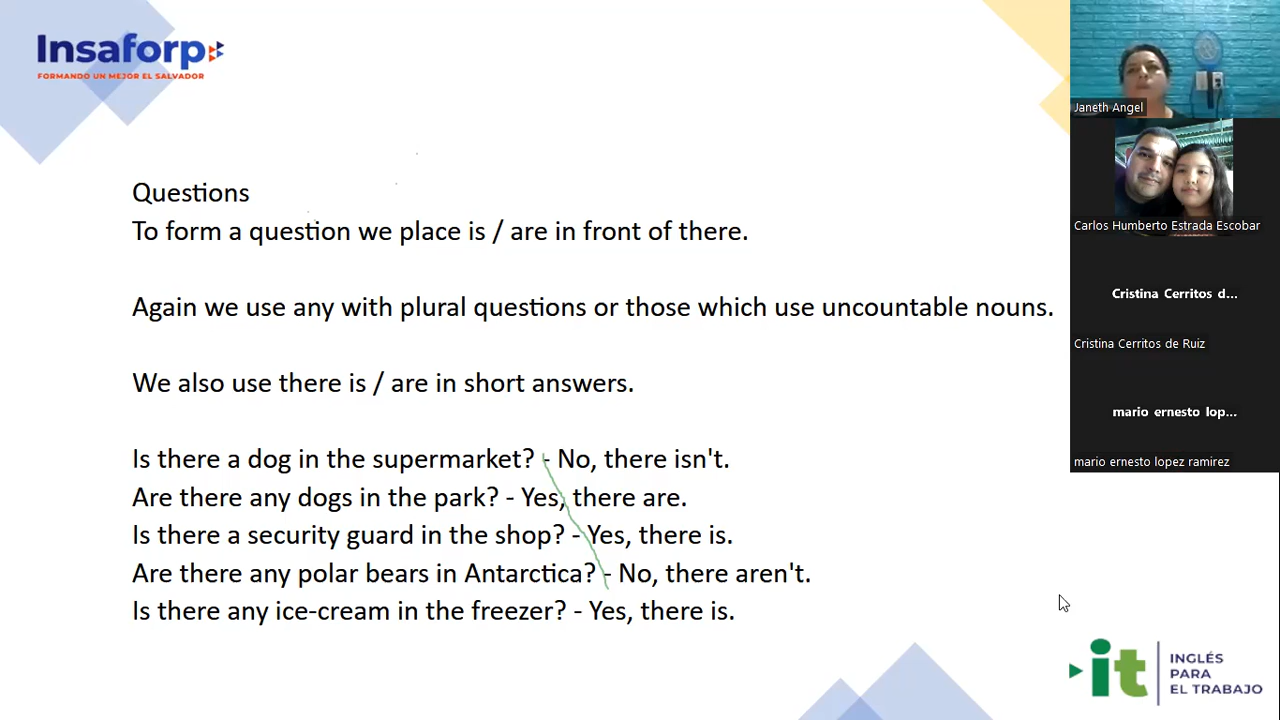 Insaforp
FORMANDO UN MEJOR EL SALVADOR
Questions
To form a question we place is / are in front of there.
Again we use any with plural questions or those which use uncountable nouns.
We also use there is / are in short answers.
Is there a dog in the supermarket? - No, there isn't.
Are there any dogs in the park? - Yes, there are.
Is there a security guard in the shop? - Yes, there is.
Are there any polar bears in Antarctica? - No, there aren't.
Is there any ice-cream in the freezer? - Yes, there is.
Janeth Angel
Carlos Humberto Estrada Escobar
Cristina Cerritos d...
Cristina Cerritos de Ruiz
mario ernesto lop...
mario ernesto lopez ramirez
it
INGLÉS
PARA
EL TRABAJO